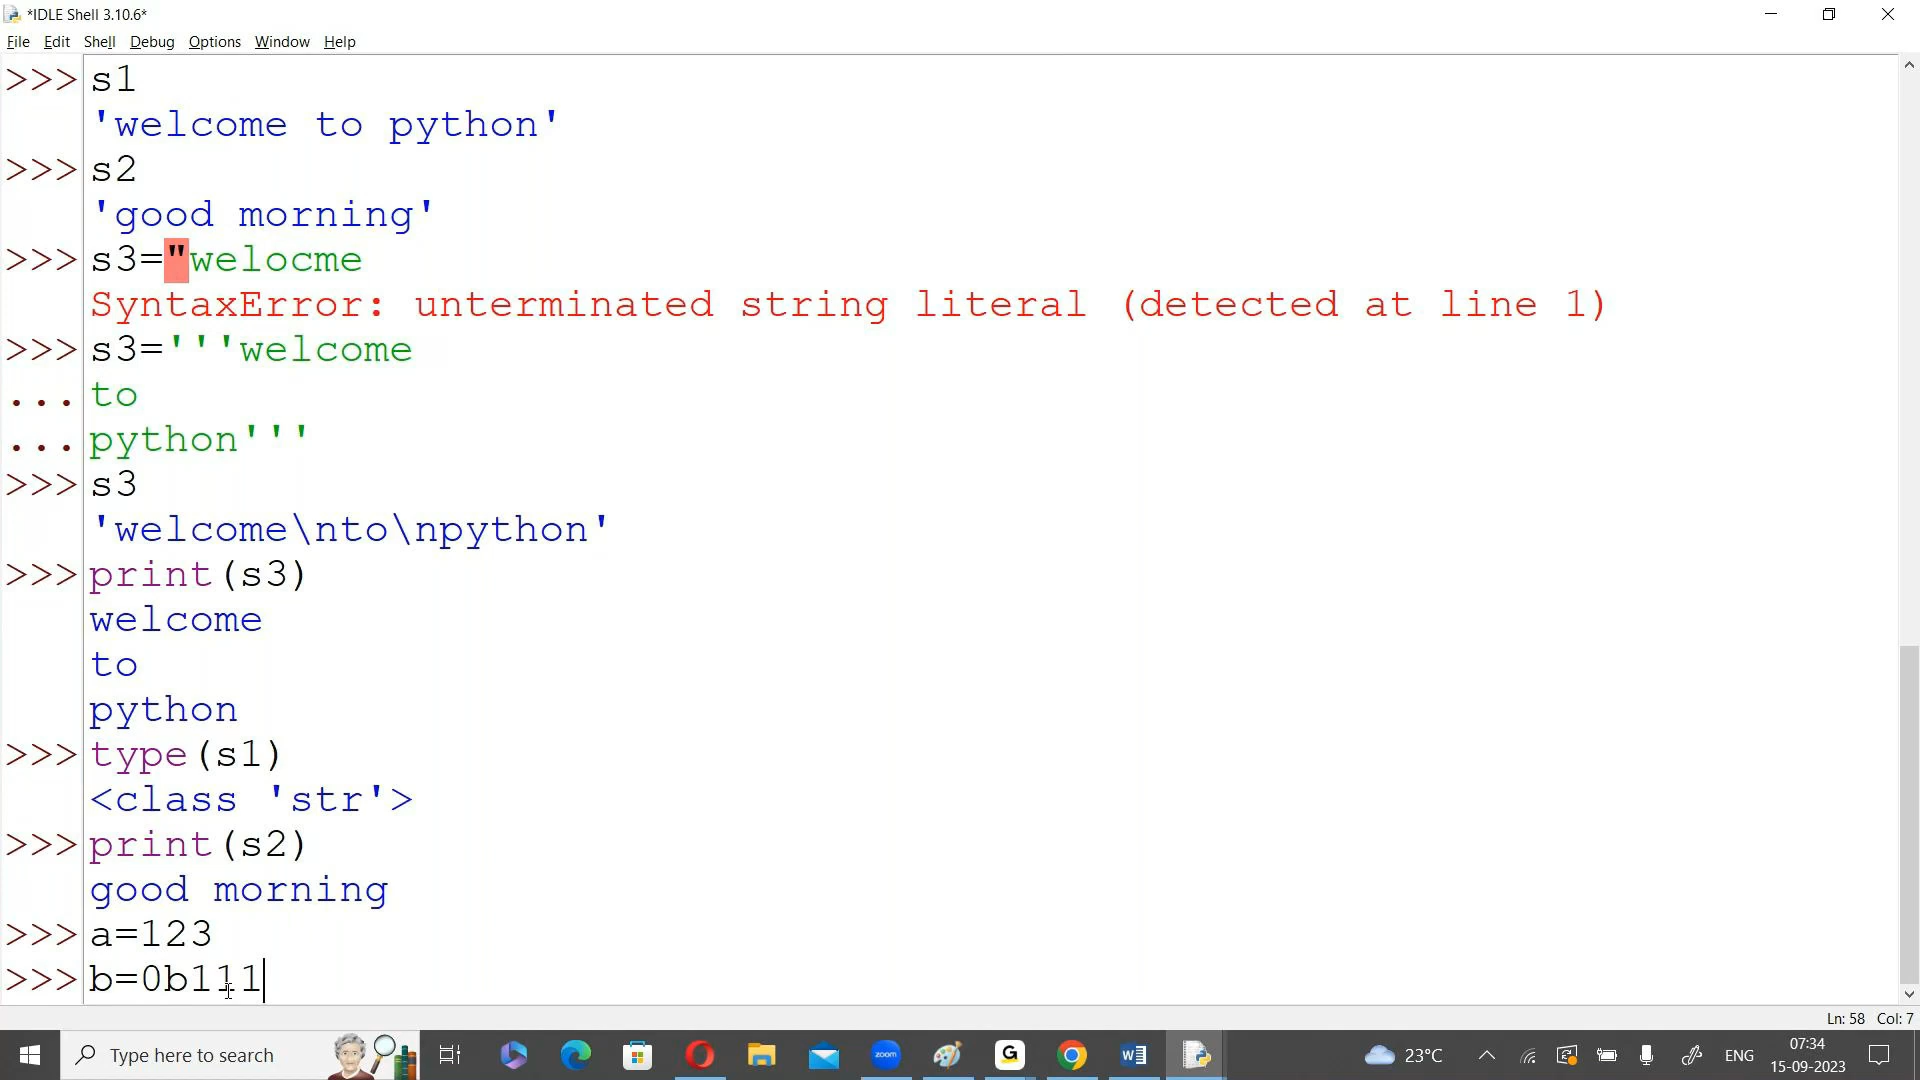 *IDLE Shell 3.10.6*
File Edit Shell Debug Options Window Help
>>> s1
'welcome to python'
>>> s2
'good morning'
>>> s3="welocme
SyntaxError: unterminated string literal (detected at line 1)
>>> s3='''welcome
... to
... python'''
>>> s3
'welcome\nto\npython'
>>> print(s3)
welcome
to
python
>>> type(s1)
<class 'str'>
>>> print(s2)
good morning
>>> a=123
>>> b=0b111
Ln: 58 Col: 7
Type here to search
zoom
G
W
23°C
ENG
07:34
15-09-2023